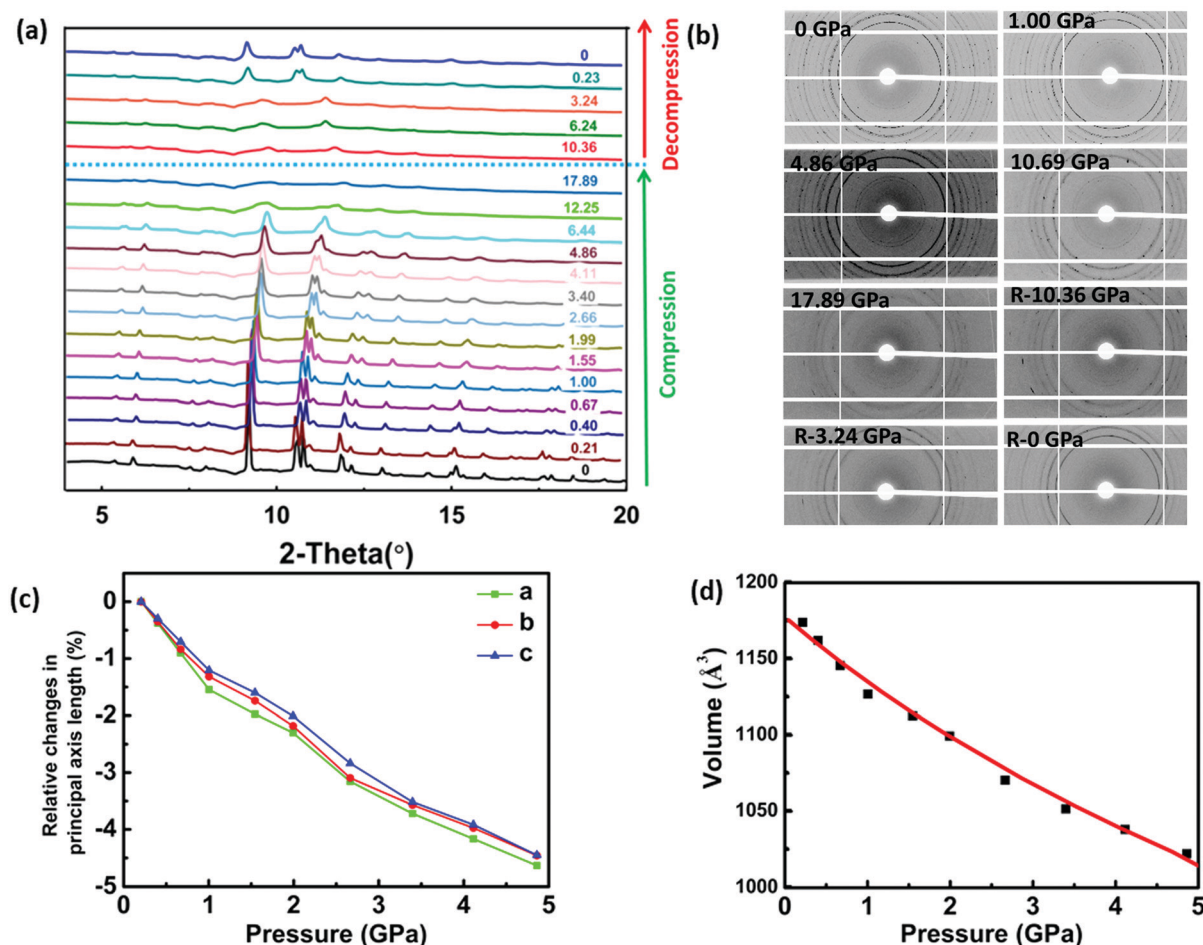 (a)
0
0.23
3.24
6.24
10.36
17.89
12.25
6.44
4.86
4.11
3.40
2.66
1.99
1.55
1.00
0.67
0.40
0.21
0
Decompression
Compression
5 10 15 20
2-Theta(°)
(b)
0 GPa
1.00 GPa
4.86 GPa
10.69 GPa
17.89 GPa
R-10.36 GPa
R-3.24 GPa
R-0 GPa
(c)
Relative changes in
principal axis length (%)
0
-1
-2
-3
-4
-5
a
b
c
0 1 2 3 4 5
Pressure (GPa)
(d)
Volume (Å³)
1200
1150
1100
1050
1000
0 1 2 3 4 5
Pressure (GPa)